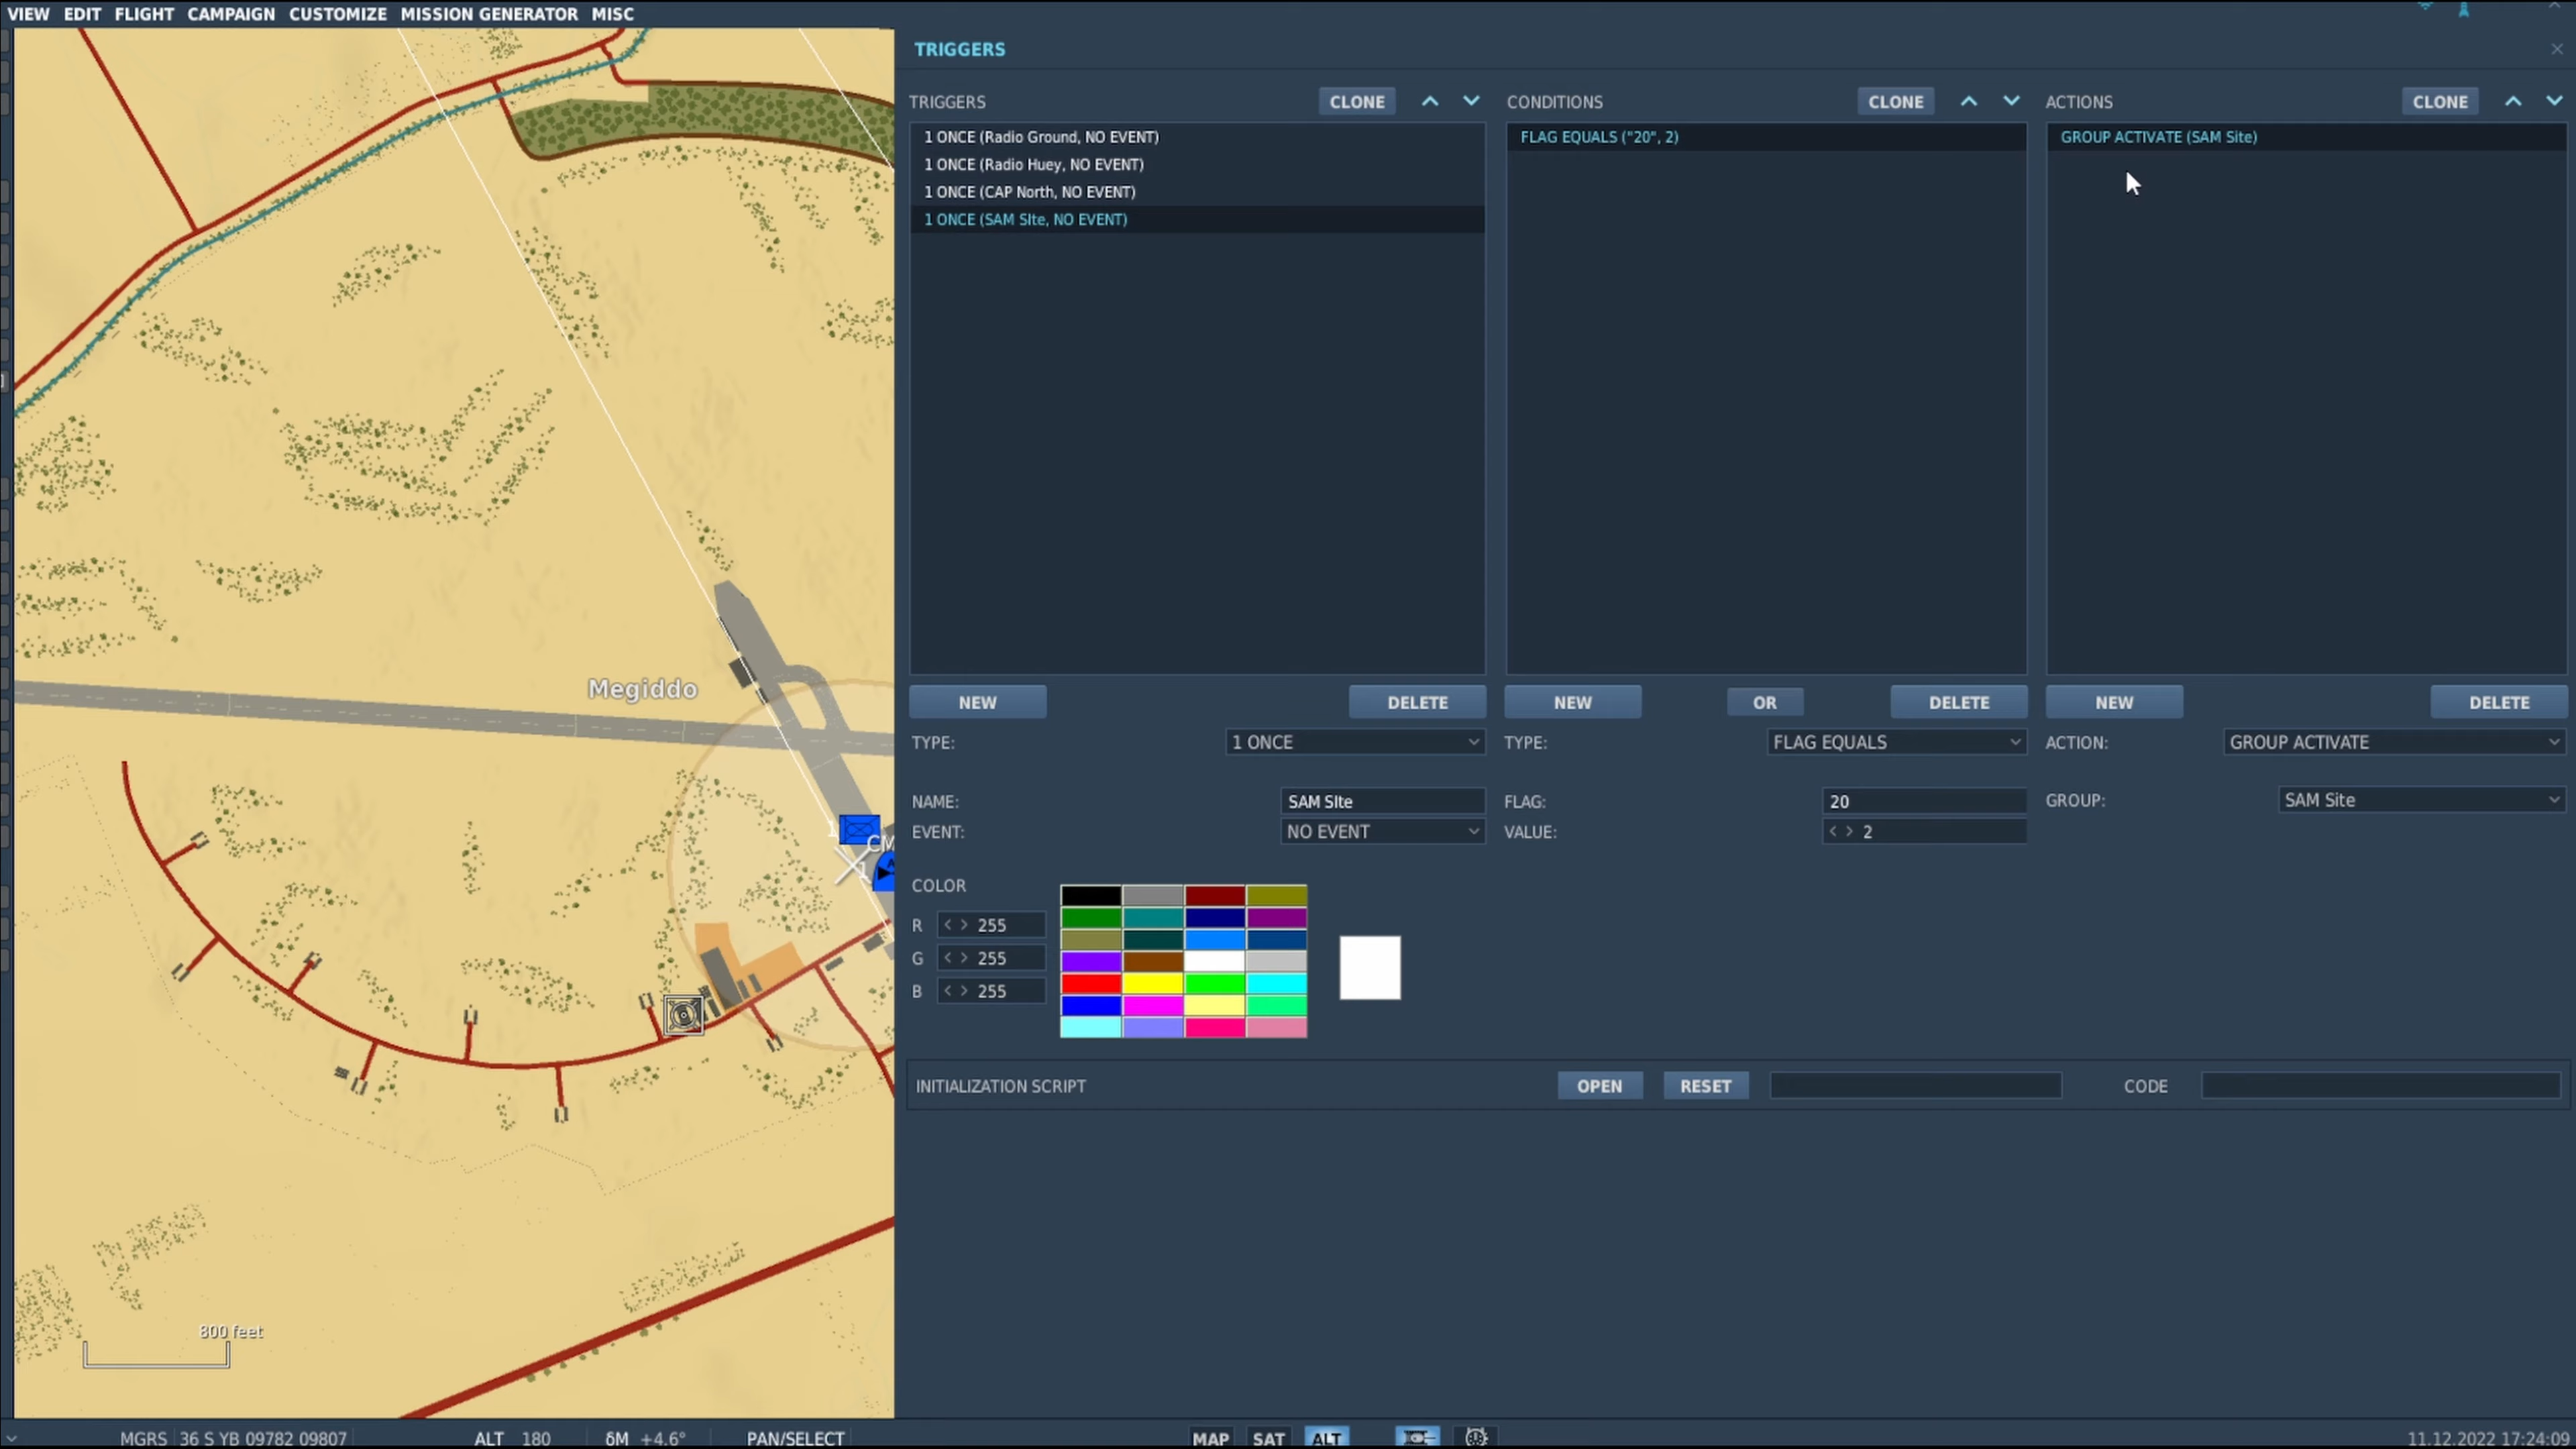 VIEW EDIT FLIGHT CAMPAIGN CUSTOMIZE MISSION GENERATOR MISC
TRIGGERS
TRIGGERS CLONE CONDITIONS CLONE ACTIONS CLONE
1 ONCE (Radio Ground, NO EVENT) FLAG EQUALS ("20", 2) GROUP ACTIVATE (SAM Site)
1 ONCE (Radio Huey, NO EVENT)
1 ONCE (CAP North, NO EVENT)
1 ONCE (SAM SIte, NO EVENT)
Megiddo
NEW DELETE NEW OR DELETE NEW DELETE
TYPE: 1 ONCE TYPE: FLAG EQUALS ACTION: GROUP ACTIVATE
NAME: SAM SIte FLAG: 20 GROUP: SAM Site
EVENT: NO EVENT VALUE: < > 2
1
CM
1
COLOR
R < > 255
G < > 255
B < > 255
INITIALIZATION SCRIPT OPEN RESET CODE
800 feet
MGRS 36 S YB 09782 09807 ALT 180 δM +4.6° PAN/SELECT MAP SAT ALT 11.12.2022 17:24:09